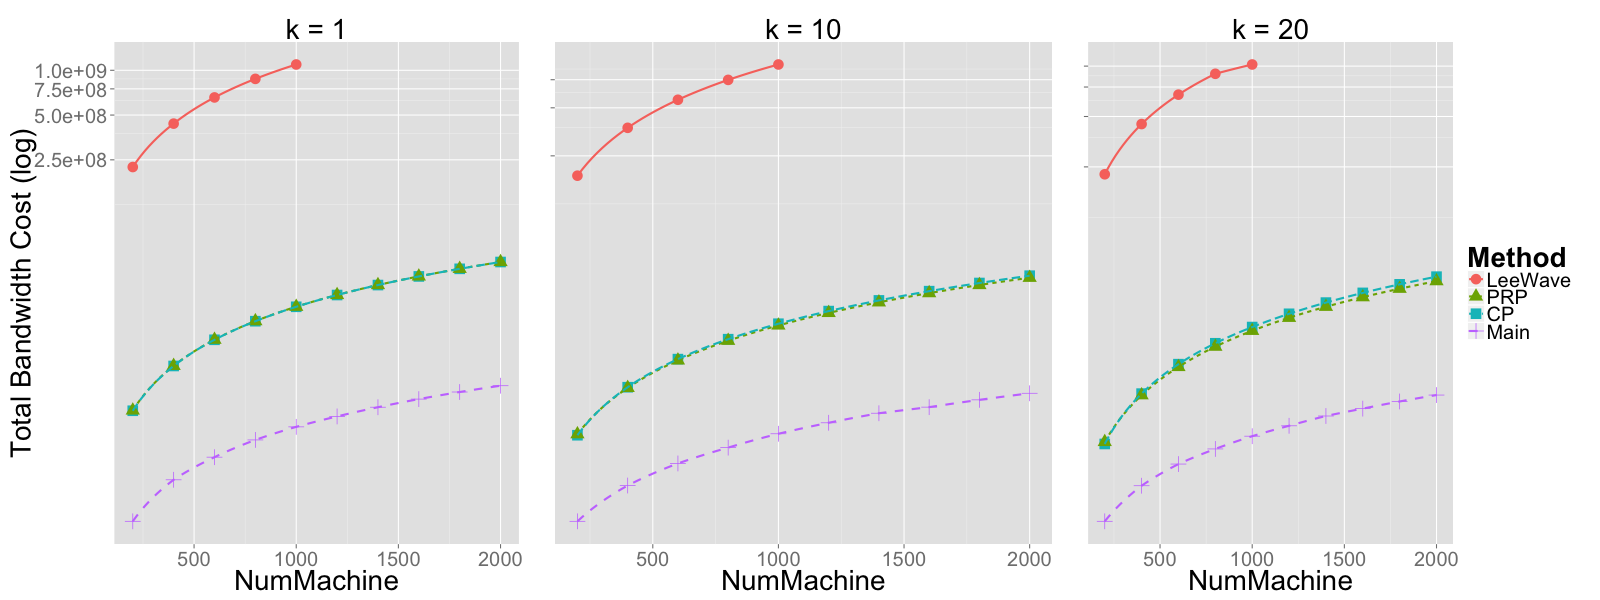 k = 1
k = 10
k = 20
Total Bandwidth Cost (log)
1.0e+09
7.5e+08
5.0e+08
2.5e+08
500 1000 1500 2000
500 1000 1500 2000
500 1000 1500 2000
NumMachine
NumMachine
NumMachine
Method
LeeWave
PRP
CP
Main